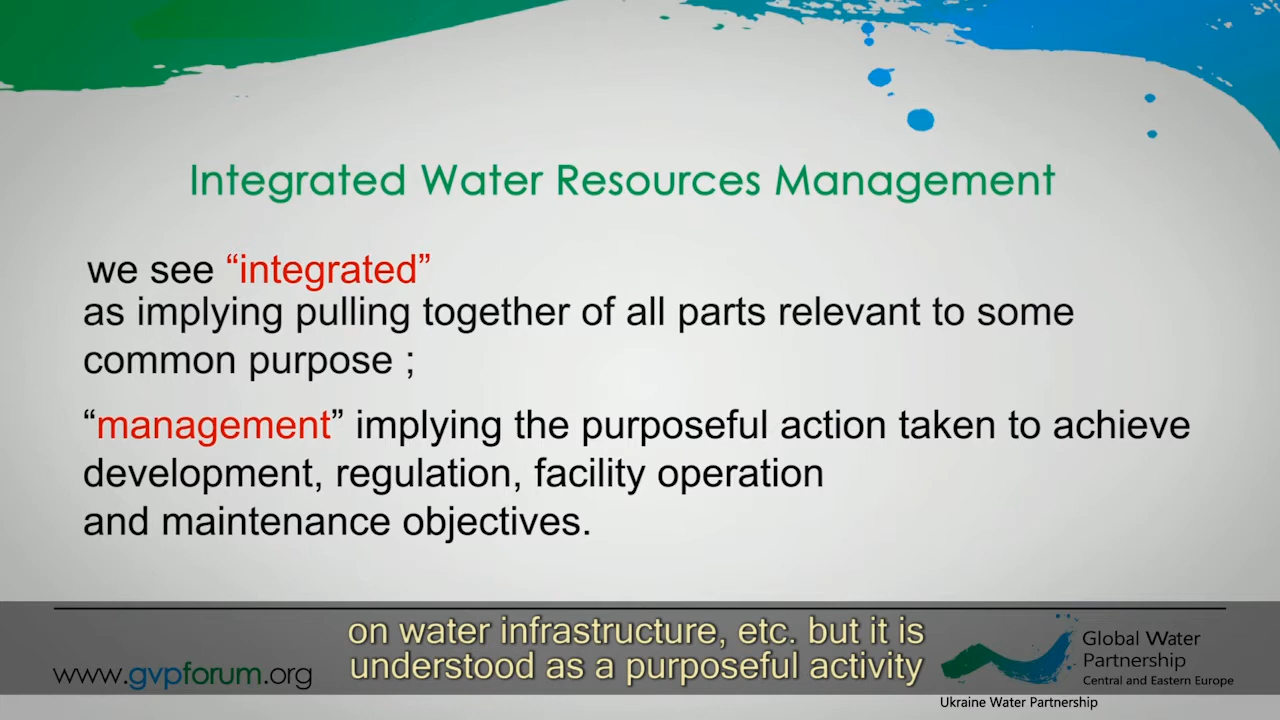 Integrated Water Resources Management
we see “integrated”
as implying pulling together of all parts relevant to some
common purpose ;
“management” implying the purposeful action taken to achieve
development, regulation, facility operation
and maintenance objectives.
on water infrastructure, etc. but it is
understood as a purposeful activity
www.gvpforum.org
Global Water
Partnership
Central and Eastern Europe
Ukraine Water Partnership